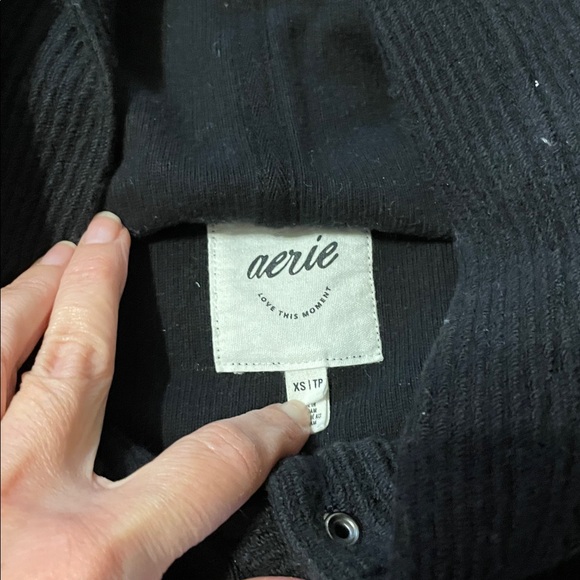 aerie
LOVE THIS MOMENT
XS | TP